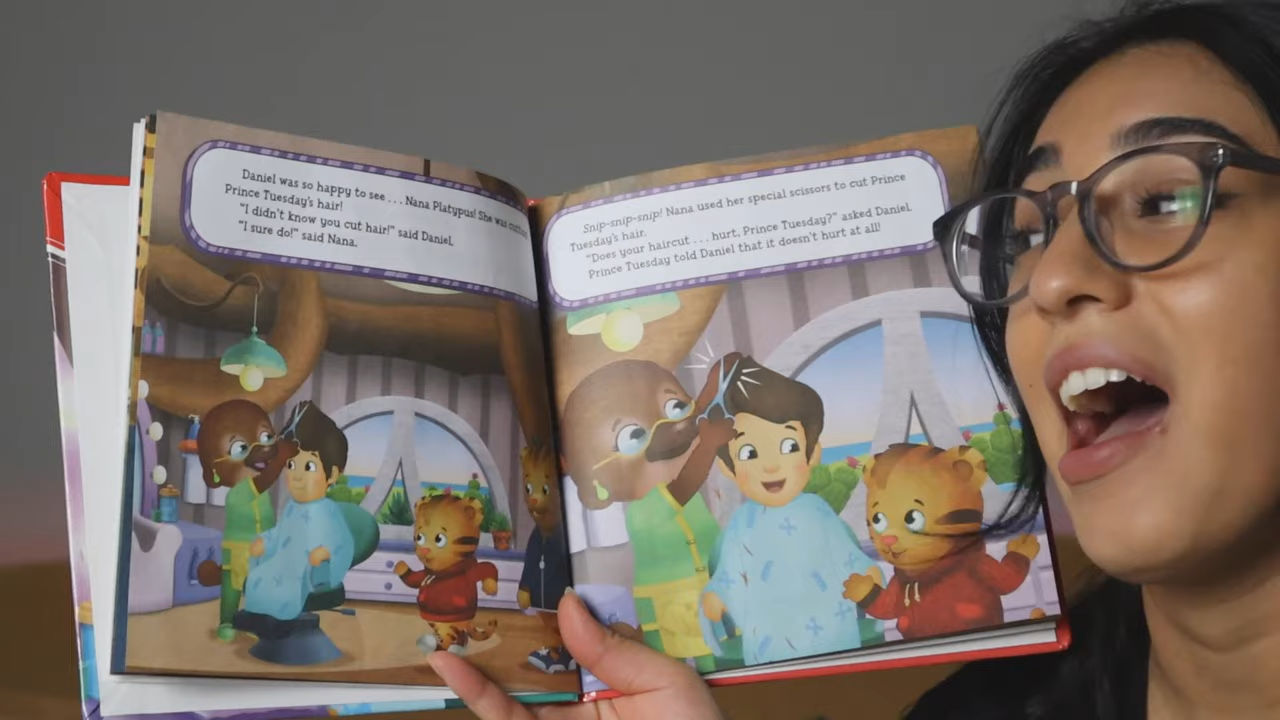 Daniel was so happy to see . . . Nana Platypus! She was
Prince Tuesday's hair!
"I didn't know you cut hair!" said Daniel.
"I sure do!" said Nana.
Snip-snip-snip! Nana used her special scissors to cut Prince
Tuesday's hair.
"Does your haircut . . . hurt, Prince Tuesday?" asked Daniel.
Prince Tuesday told Daniel that it doesn't hurt at all!